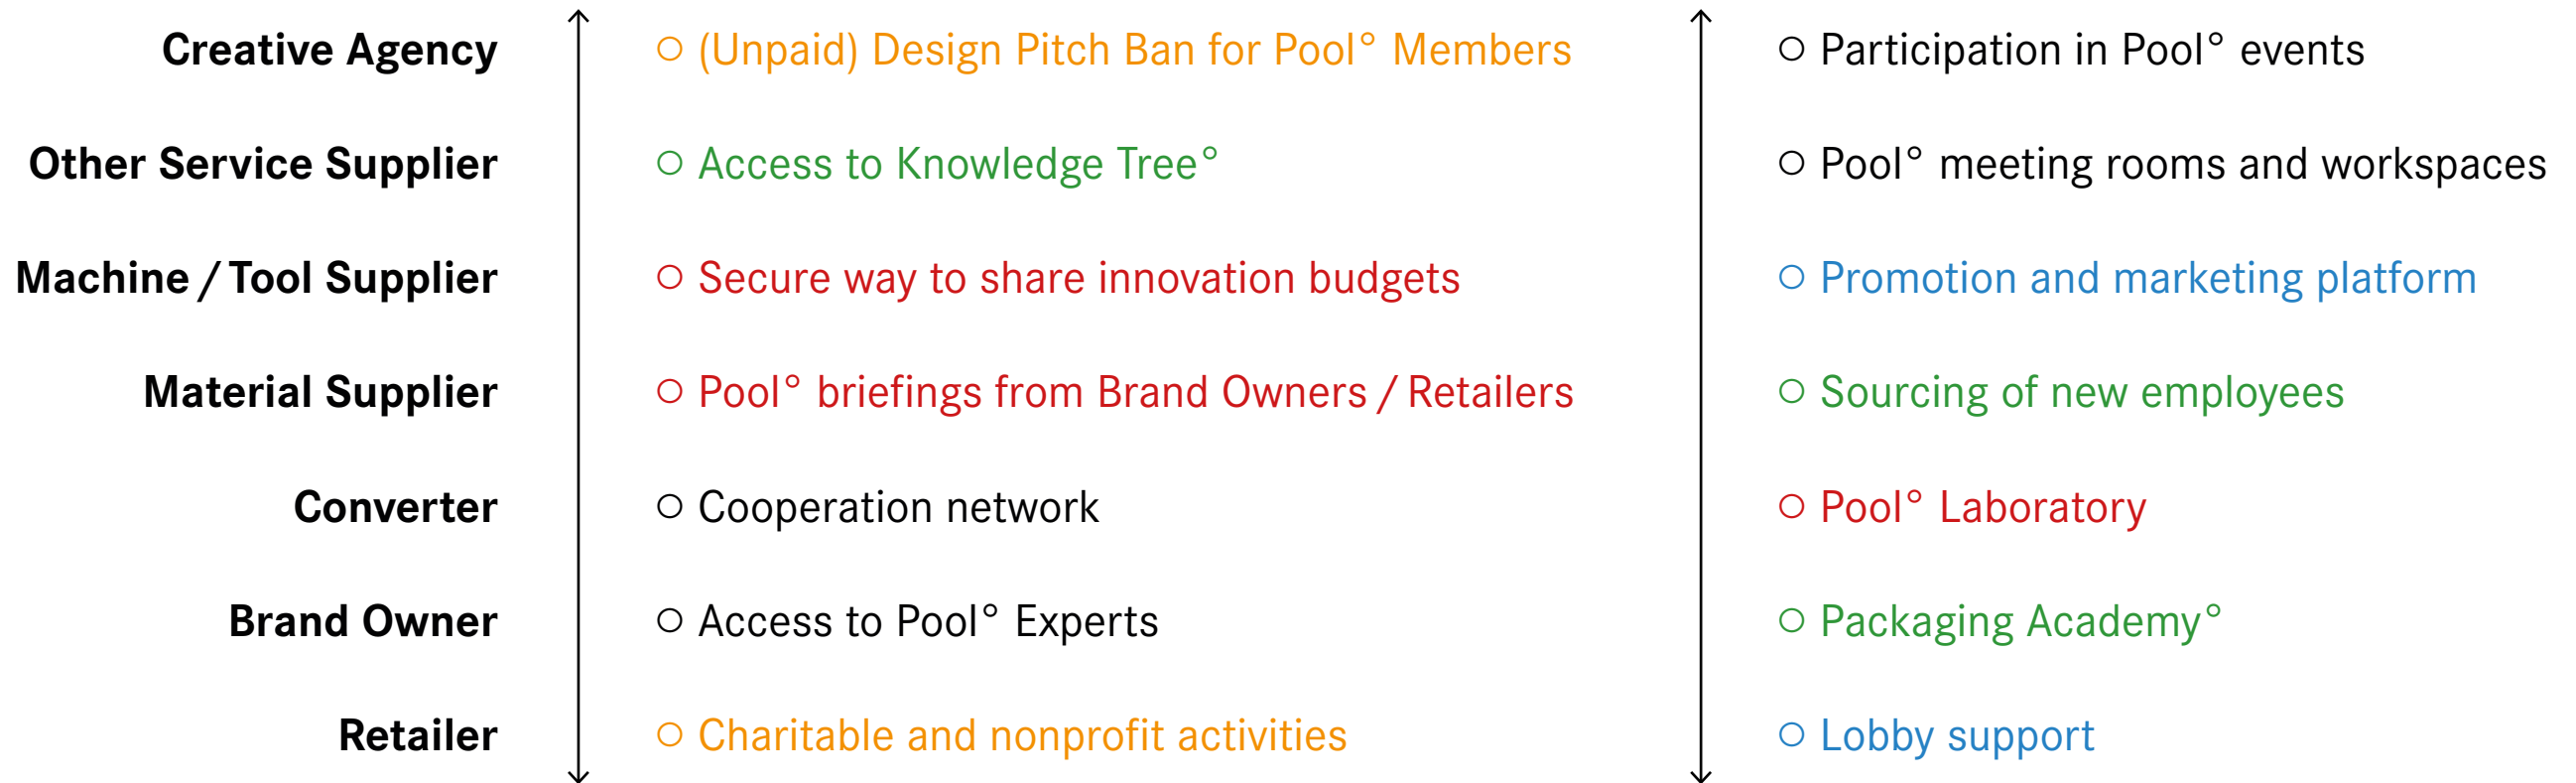 Creative Agency
Other Service Supplier
Machine / Tool Supplier
Material Supplier
Converter
Brand Owner
Retailer
(Unpaid) Design Pitch Ban for Pool° Members
Access to Knowledge Tree°
Secure way to share innovation budgets
Pool° briefings from Brand Owners / Retailers
Cooperation network
Access to Pool° Experts
Charitable and nonprofit activities
Participation in Pool° events
Pool° meeting rooms and workspaces
Promotion and marketing platform
Sourcing of new employees
Pool° Laboratory
Packaging Academy°
Lobby support